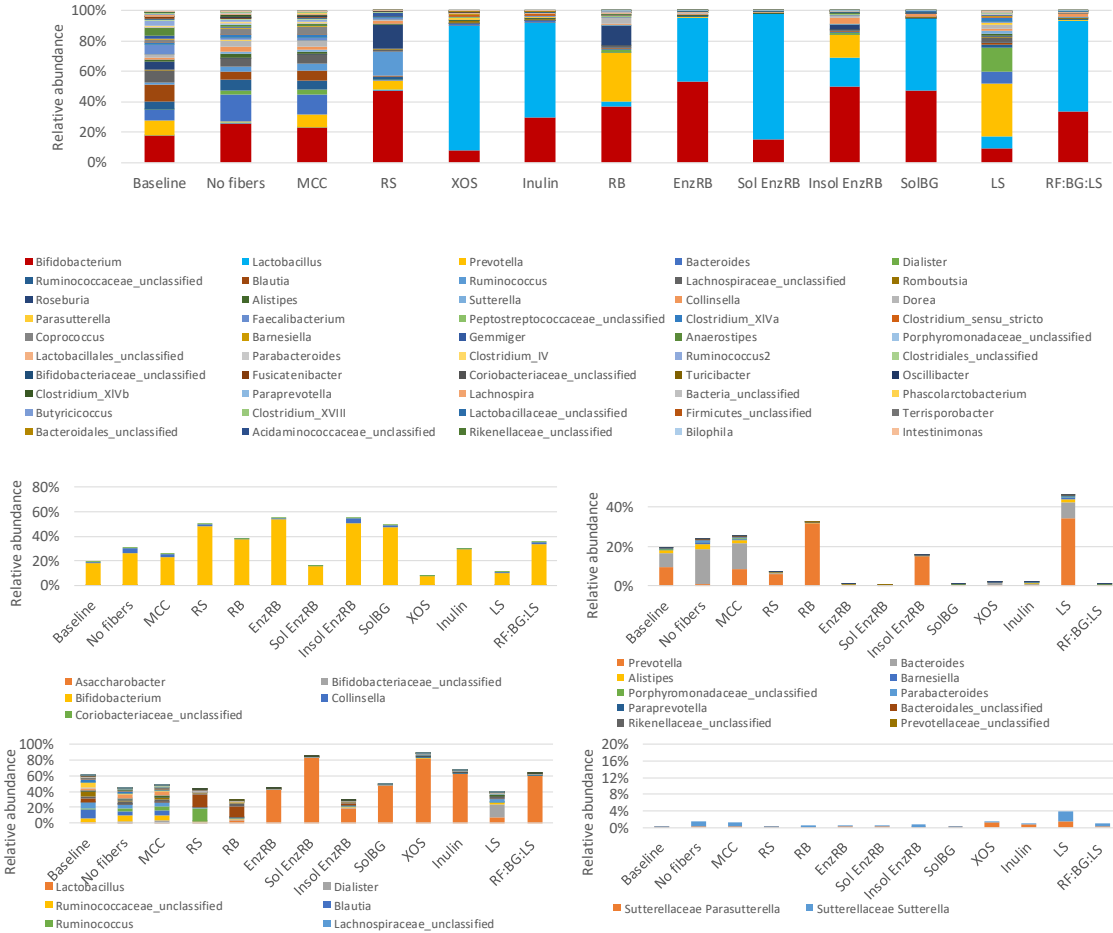 100%
80%
60%
40%
20%
0%
Relative abundance
Baseline No fibers MCC RS XOS Inulin RB EnzRB Sol EnzRB Insol EnzRB SolBG LS RF:BG:LS
Bifidobacterium Lactobacillus Prevotella Bacteroides Dialister
Ruminococcaceae_unclassified Blautia Ruminococcus Lachnospiraceae_unclassified Romboutsia
Roseburia Alistipes Sutterella Collinsella Dorea
Parasutterella Faecalibacterium Peptostreptococcaceae_unclassified Clostridium_XlVa Clostridium_sensu_stricto
Coprococcus Barnesiella Gemmiger Anaerostipes Porphyromonadaceae_unclassified
Lactobacillales_unclassified Parabacteroides Clostridium_IV Ruminococcus2 Clostridiales_unclassified
Bifidobacteriaceae_unclassified Fusicatenibacter Coriobacteriaceae_unclassified Turicibacter Oscillibacter
Clostridium_XlVb Paraprevotella Lachnospira Bacteria_unclassified Phascolarctobacterium
Butyricicoccus Clostridium_XVIII Lactobacillaceae_unclassified Firmicutes_unclassified Terrisporobacter
Bacteroidales_unclassified Acidaminococcaceae_unclassified Rikenellaceae_unclassified Bilophila Intestinimonas
80%
60%
40%
20%
0%
Relative abundance
Baseline No fibers MCC RS RB EnzRB Sol EnzRB Insol EnzRB SolBG XOS Inulin LS RF:BG:LS
Asaccharobacter Bifidobacteriaceae_unclassified
Bifidobacterium Collinsella
Coriobacteriaceae_unclassified
40%
20%
0%
Relative abundance
Baseline No fibers MCC RS RB EnzRB Sol EnzRB Insol EnzRB SolBG XOS Inulin LS RF:BG:LS
Prevotella Bacteroides
Alistipes Barnesiella
Porphyromonadaceae_unclassified Parabacteroides
Paraprevotella Bacteroidales_unclassified
Rikenellaceae_unclassified Prevotellaceae_unclassified
100%
80%
60%
40%
20%
0%
Relative abundance
Baseline No fibers MCC RS RB EnzRB Sol EnzRB Insol EnzRB SolBG XOS Inulin LS RF:BG:LS
Lactobacillus Dialister
Ruminococcaceae_unclassified Blautia
Ruminococcus Lachnospiraceae_unclassified
20%
16%
12%
8%
4%
0%
Relative abundance
Baseline No fibers MCC RS RB EnzRB Sol EnzRB Insol EnzRB SolBG XOS Inulin LS RF:BG:LS
Sutterellaceae Parasutterella Sutterellaceae Sutterella